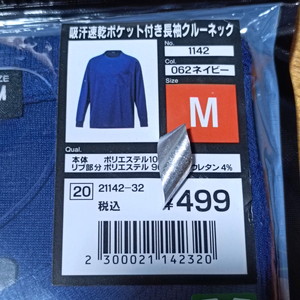 吸汗速乾ポケット付き長袖クルーネック
No.
1142
Col.
062ネイビー
Size
M
SIZE
M
Qual.
本体 ポリエステル10
リブ部分 ポリエステル 9 ウレタン 4%
20 21142-32
税込 ¥499
2 300021 142320